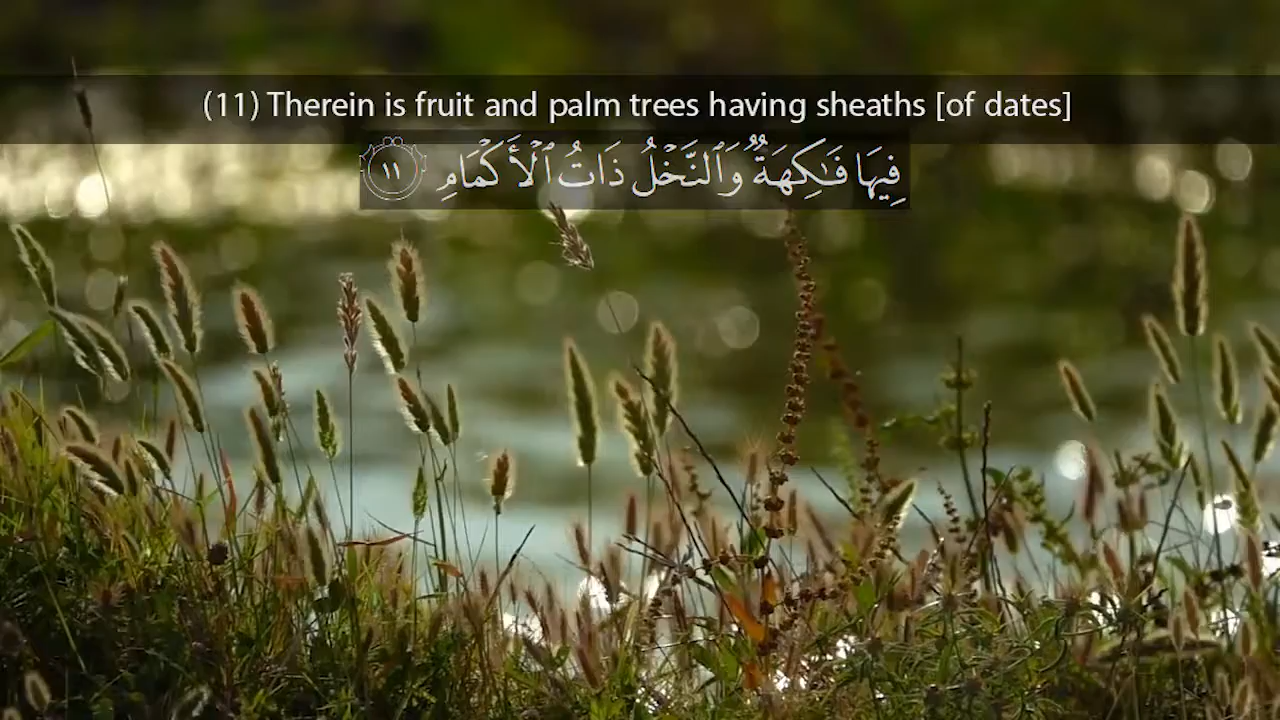 (11) Therein is fruit and palm trees having sheaths [of dates]
فِيهَا فَٰكِهَةٌ وَٱلنَّخْلُ ذَاتُ ٱلْأَكْمَامِ ١١